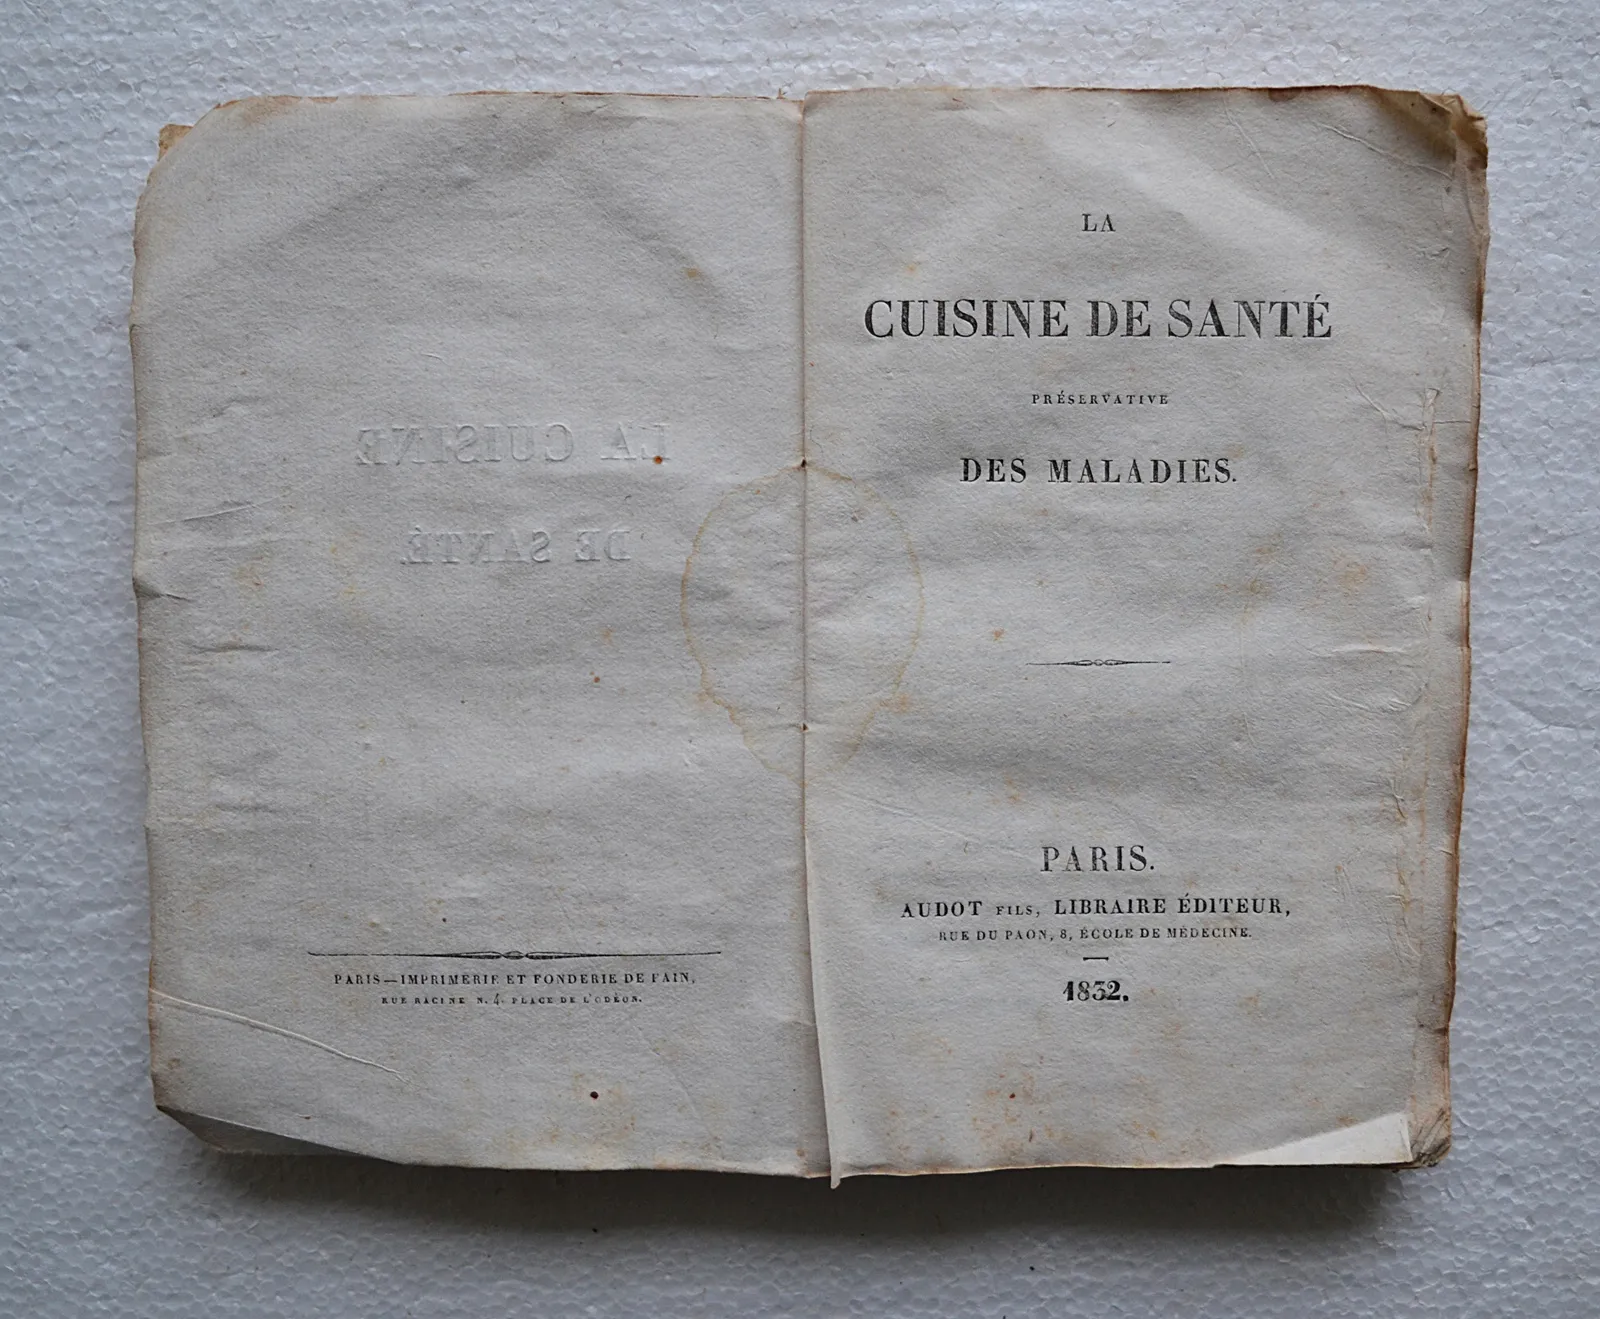 LA CUISINE
DE SANTÉ.
PARIS—IMPRIMERIE ET FONDERIE DE FAIN,
RUE RACINE N. 4. PLACE DE L'ODÉON.
LA
CUISINE DE SANTÉ
PRÉSERVATIVE
DES MALADIES.
PARIS.
AUDOT FILS, LIBRAIRE ÉDITEUR,
RUE DU PAON, 8, ÉCOLE DE MÉDECINE.
1832.